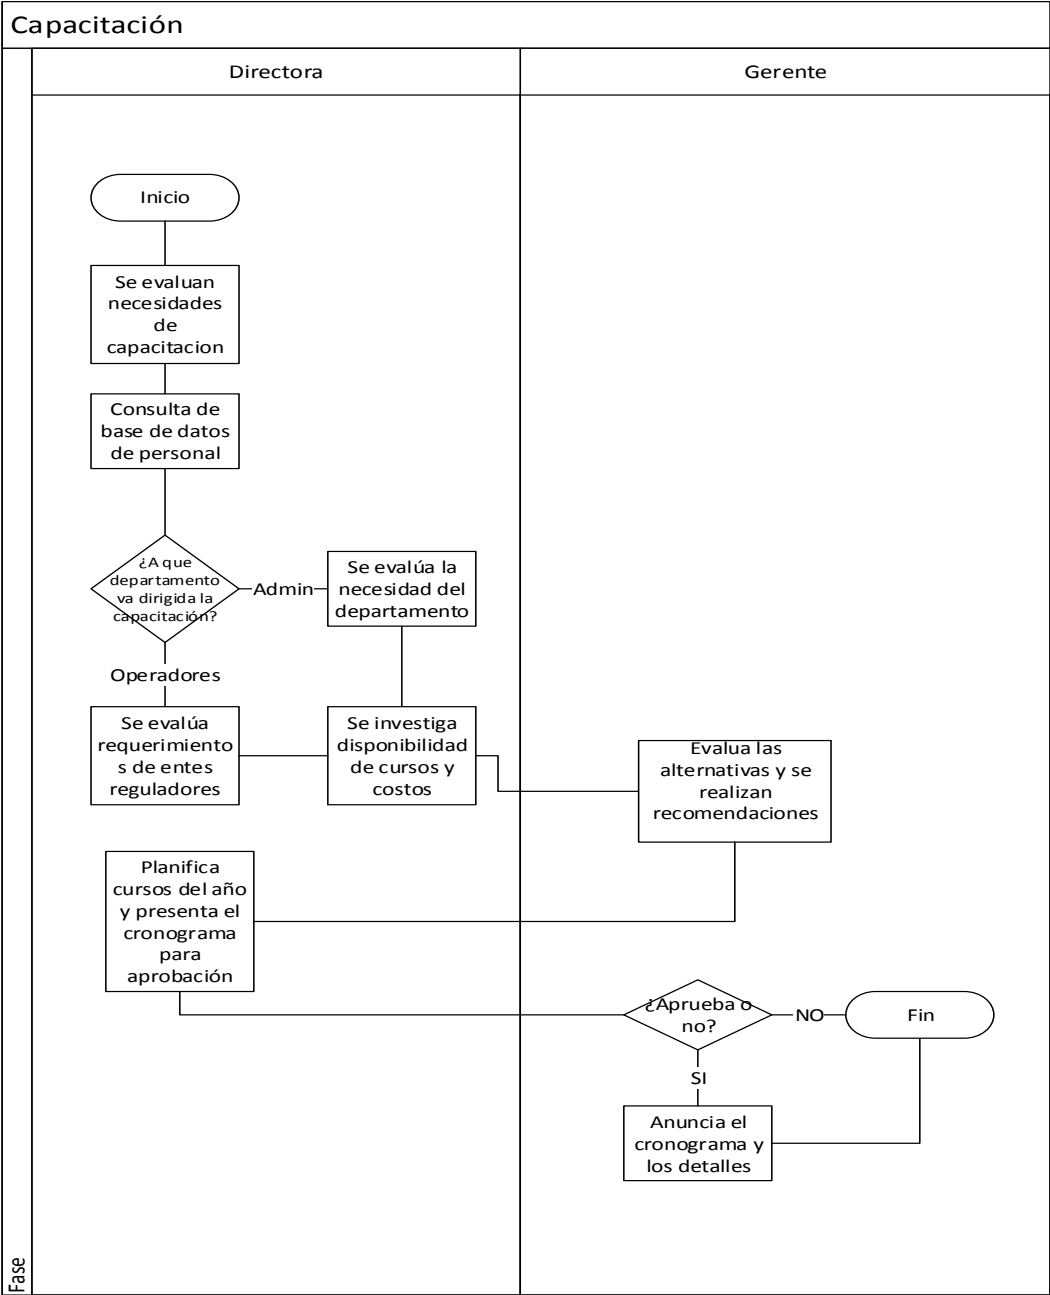 Capacitación
Directora
Gerente
Inicio
Se evaluan
necesidades
de
capacitacion
Consulta de
base de datos
de personal
¿A que
departamento
va dirigida la
capacitación?
Admin
Se evalúa la
necesidad del
departamento
Operadores
Se evalúa
requerimiento
s de entes
reguladores
Se investiga
disponibilidad
de cursos y
costos
Evalua las
alternativas y se
realizan
recomendaciones
Planifica
cursos del año
y presenta el
cronograma
para
aprobación
¿Aprueba o
no?
NO
Fin
SI
Anuncia el
cronograma y
los detalles
Fase